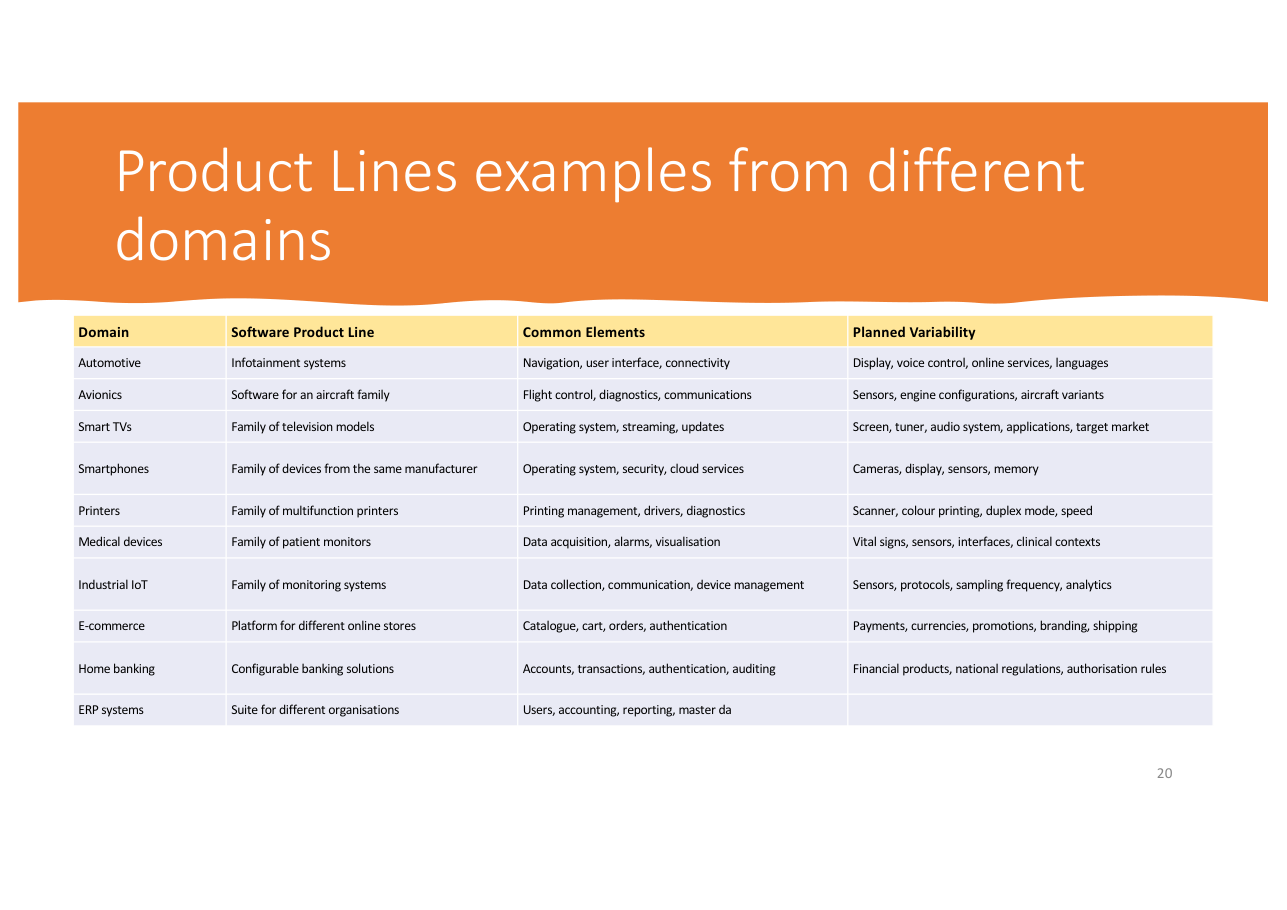 Product Lines examples from different
domains
Domain Software Product Line Common Elements Planned Variability
Automotive Infotainment systems Navigation, user interface, connectivity Display, voice control, online services, languages
Avionics Software for an aircraft family Flight control, diagnostics, communications Sensors, engine configurations, aircraft variants
Smart TVs Family of television models Operating system, streaming, updates Screen, tuner, audio system, applications, target market
Smartphones Family of devices from the same manufacturer Operating system, security, cloud services Cameras, display, sensors, memory
Printers Family of multifunction printers Printing management, drivers, diagnostics Scanner, colour printing, duplex mode, speed
Medical devices Family of patient monitors Data acquisition, alarms, visualisation Vital signs, sensors, interfaces, clinical contexts
Industrial IoT Family of monitoring systems Data collection, communication, device management Sensors, protocols, sampling frequency, analytics
E-commerce Platform for different online stores Catalogue, cart, orders, authentication Payments, currencies, promotions, branding, shipping
Home banking Configurable banking solutions Accounts, transactions, authentication, auditing Financial products, national regulations, authorisation rules
ERP systems Suite for different organisations Users, accounting, reporting, master da
20